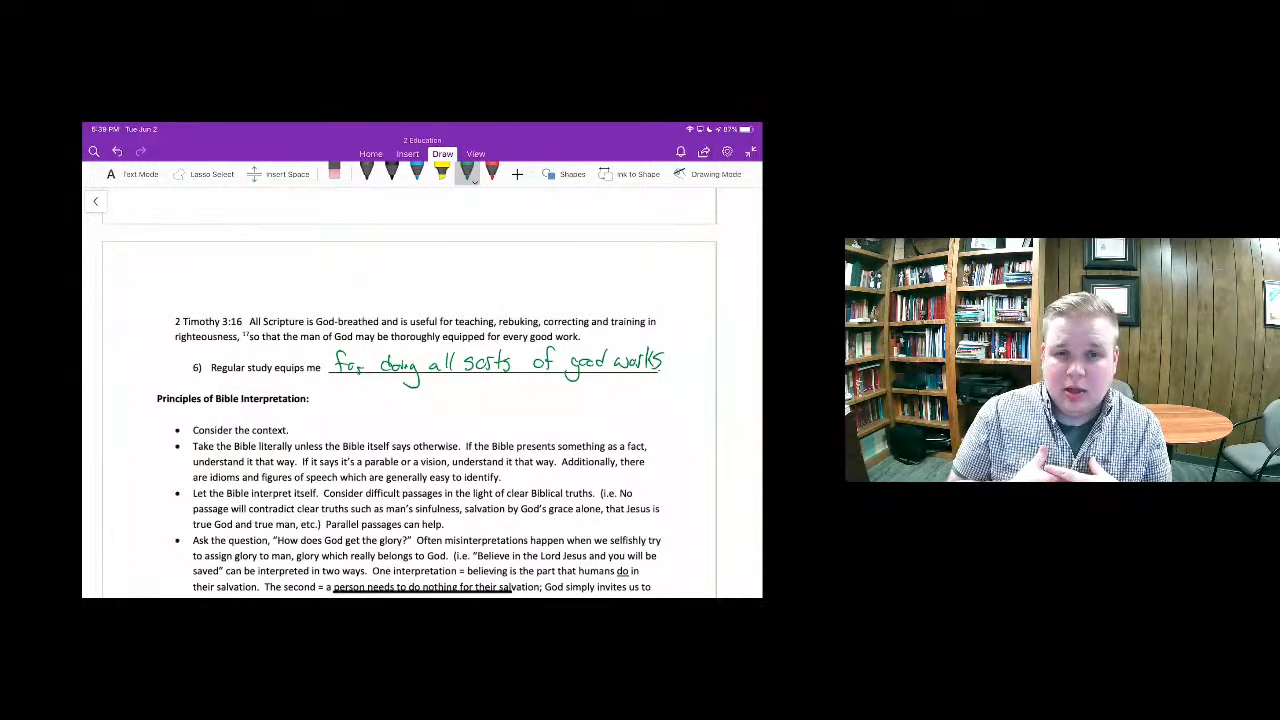 6:39 PM Tue Jun 2
87%
2 Education
Home Insert Draw View
A Text Mode Lasso Select Insert Space Shapes Ink to Shape Drawing Mode
2 Timothy 3:16 All Scripture is God-breathed and is useful for teaching, rebuking, correcting and training in
righteousness, 17so that the man of God may be thoroughly equipped for every good work.
6) Regular study equips me for doing all sorts of good works
Principles of Bible Interpretation:
• Consider the context.
• Take the Bible literally unless the Bible itself says otherwise. If the Bible presents something as a fact,
understand it that way. If it says it's a parable or a vision, understand it that way. Additionally, there
are idioms and figures of speech which are generally easy to identify.
• Let the Bible interpret itself. Consider difficult passages in the light of clear Biblical truths. (i.e. No
passage will contradict clear truths such as man's sinfulness, salvation by God's grace alone, that Jesus is
true God and true man, etc.) Parallel passages can help.
• Ask the question, "How does God get the glory?" Often misinterpretations happen when we selfishly try
to assign glory to man, glory which really belongs to God. (i.e. "Believe in the Lord Jesus and you will be
saved" can be interpreted in two ways. One interpretation = believing is the part that humans do in
their salvation. The second = a person needs to do nothing for their salvation; God simply invites us to